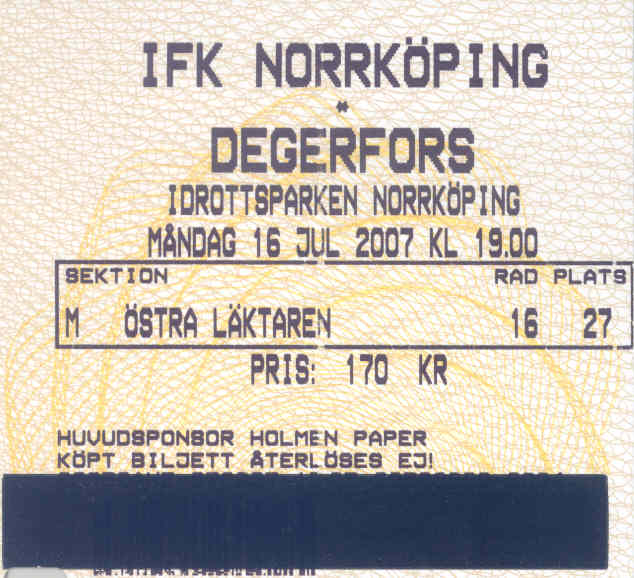 IFK NORRKÖPING
*
DEGERFORS
IDROTTSPARKEN NORRKÖPING
MÅNDAG 16 JUL 2007 KL 19.00
SEKTION RAD PLATS
M ÖSTRA LÄKTAREN 16 27
PRIS: 170 KR
HUVUDSPONSOR HOLMEN PAPER
KÖPT BILJETT ÅTERLÖSES EJ!